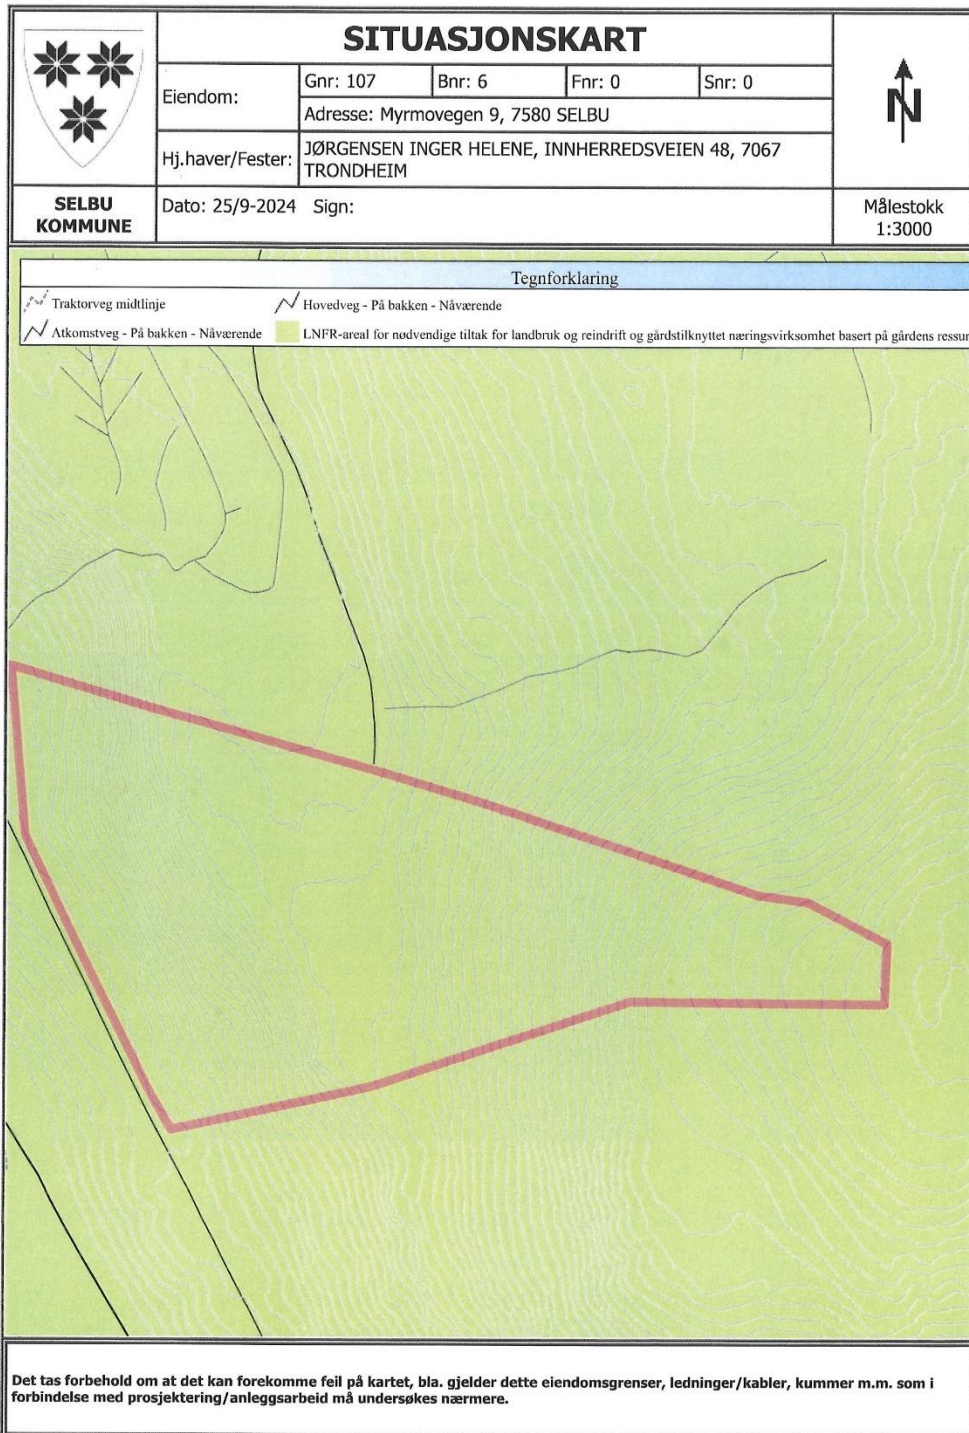 SITUASJONSKART
Eiendom:
Gnr: 107
Bnr: 6
Fnr: 0
Snr: 0
Adresse: Myrmovegen 9, 7580 SELBU
Hj.haver/Fester:
JØRGENSEN INGER HELENE, INNHERREDSVEIEN 48, 7067
TRONDHEIM
N
SELBU
KOMMUNE
Dato: 25/9-2024 Sign:
Målestokk
1:3000
Tegnforklaring
Traktorveg midtlinje
Hovedveg - På bakken - Nåværende
Atkomstveg - På bakken - Nåværende
LNFR-areal for nødvendige tiltak for landbruk og reindrift og gårdstilknyttet næringsvirksomhet basert på gårdens ressur
Det tas forbehold om at det kan forekomme feil på kartet, bla. gjelder dette eiendomsgrenser, ledninger/kabler, kummer m.m. som i
forbindelse med prosjektering/anleggsarbeid må undersøkes nærmere.